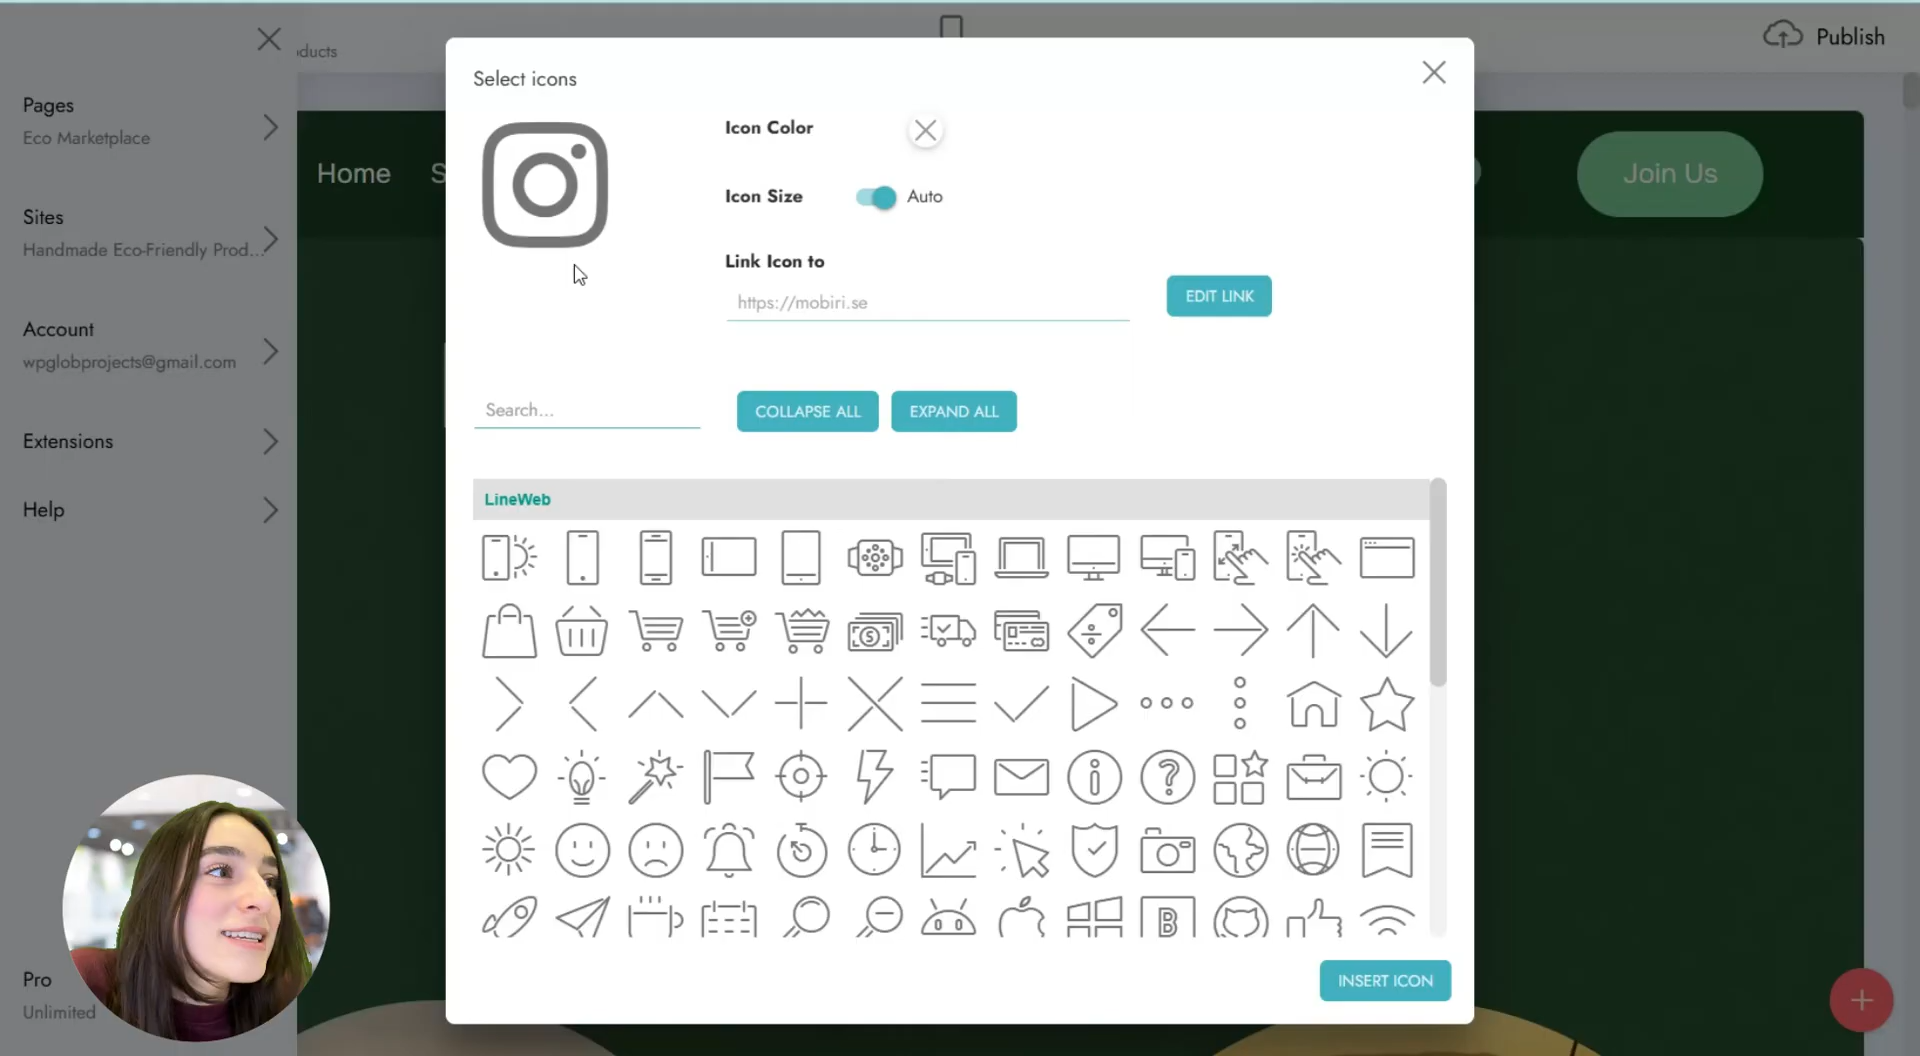 ducts
Publish
Select icons
Pages
Eco Marketplace
Icon Color
Home
S
Join Us
Icon Size
Auto
Sites
Handmade Eco-Friendly Prod...
Link Icon to
https://mobiri.se
EDIT LINK
Account
wpglobprojects@gmail.com
Search...
COLLAPSE ALL
EXPAND ALL
Extensions
LineWeb
Help
Pro
Unlimited
INSERT ICON